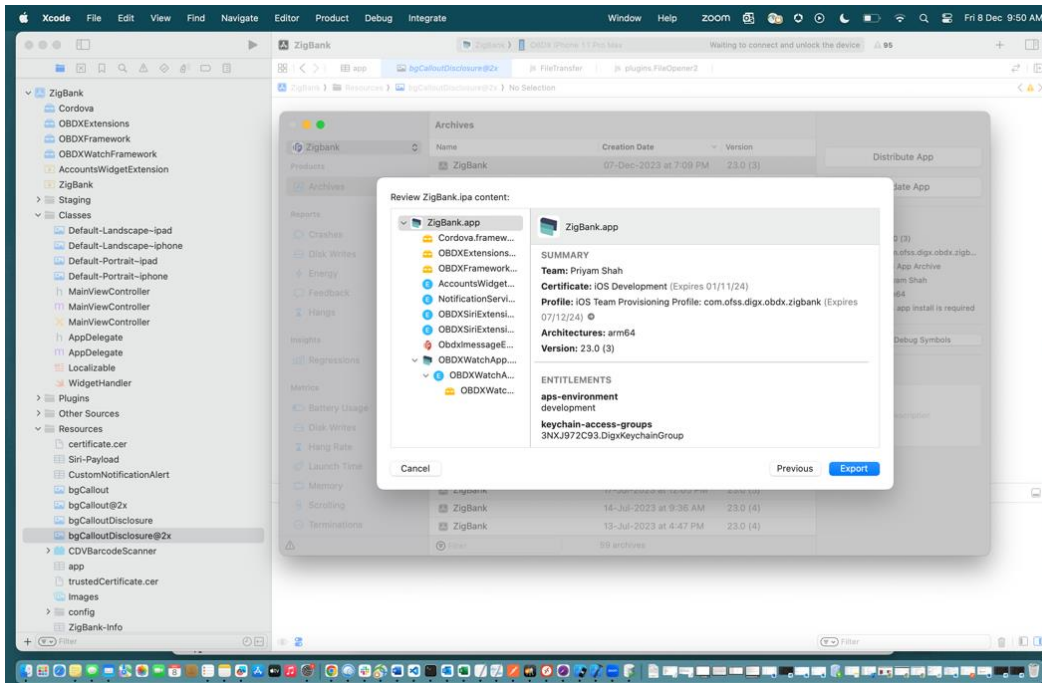 Xcode File Edit View Find Navigate Editor Product Debug Integrate Window Help zoom Fri 8 Dec 9:50 AM
ZigBank
Waiting to connect and unlock the device 95
app bgCalloutDisclosure@2x FileTransfer plugins.FileOpener2
ZigBank Resources bgCalloutDisclosure@2x No Selection
ZigBank
Cordova
OBDXExtensions
OBDXFramework
OBDXWatchFramework
AccountsWidgetExtension
ZigBank
Staging
Classes
Default-Landscape~ipad
Default-Landscape~iphone
Default-Portrait~ipad
Default-Portrait~iphone
MainViewController
MainViewController
MainViewController
AppDelegate
AppDelegate
Localizable
WidgetHandler
Plugins
Other Sources
Resources
certificate.cer
Siri-Payload
CustomNotificationAlert
bgCallout
bgCallout@2x
bgCalloutDisclosure
bgCalloutDisclosure@2x
CDVBarcodeScanner
app
trustedCertificate.cer
Images
config
ZigBank-Info
Filter
Archives
Zigbank
Name Creation Date Version
ZigBank 07-Dec-2023 at 7:09 PM 23.0 (3)
Products
Archives
Reports
Crashes
Disk Writes
Energy
Feedback
Hangs
Insights
Regressions
Metrics
Battery Usage
Disk Writes
Hang Rate
Launch Time
Memory
Scrolling
Terminations
Distribute App
date App
Debug Symbols
app install is required
Review ZigBank.ipa content:
ZigBank.app
Cordova.framew...
OBDXExtensions...
OBDXFramework...
AccountsWidget...
NotificationServi...
OBDXSiriExtensi...
OBDXSiriExtensi...
ObdxImessageE...
OBDXWatchApp....
OBDXWatchA...
OBDXWatc...
ZigBank.app
SUMMARY
Team: Priyam Shah
Certificate: iOS Development (Expires 01/11/24)
Profile: iOS Team Provisioning Profile: com.ofss.digx.obdx.zigbank (Expires
07/12/24)
Architectures: arm64
Version: 23.0 (3)
ENTITLEMENTS
aps-environment
development
keychain-access-groups
3NXJ972C93.DigxKeychainGroup
Cancel Previous Export
ZigBank 14-Jul-2023 at 9:36 AM 23.0 (4)
ZigBank 13-Jul-2023 at 4:47 PM 23.0 (4)
Filter 59 archives
Filter